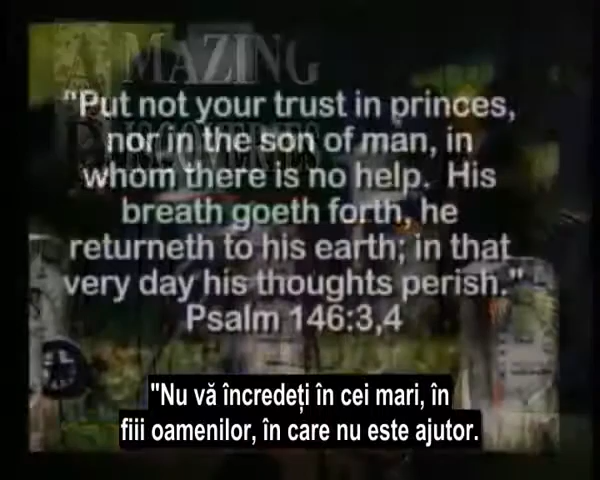 AMAZING
DISCOVERIES
"Put not your trust in princes,
nor in the son of man, in
whom there is no help. His
breath goeth forth, he
returneth to his earth; in that
very day his thoughts perish."
Psalm 146:3,4
"Nu vă încredeți în cei mari, în
fiii oamenilor, în care nu este ajutor.